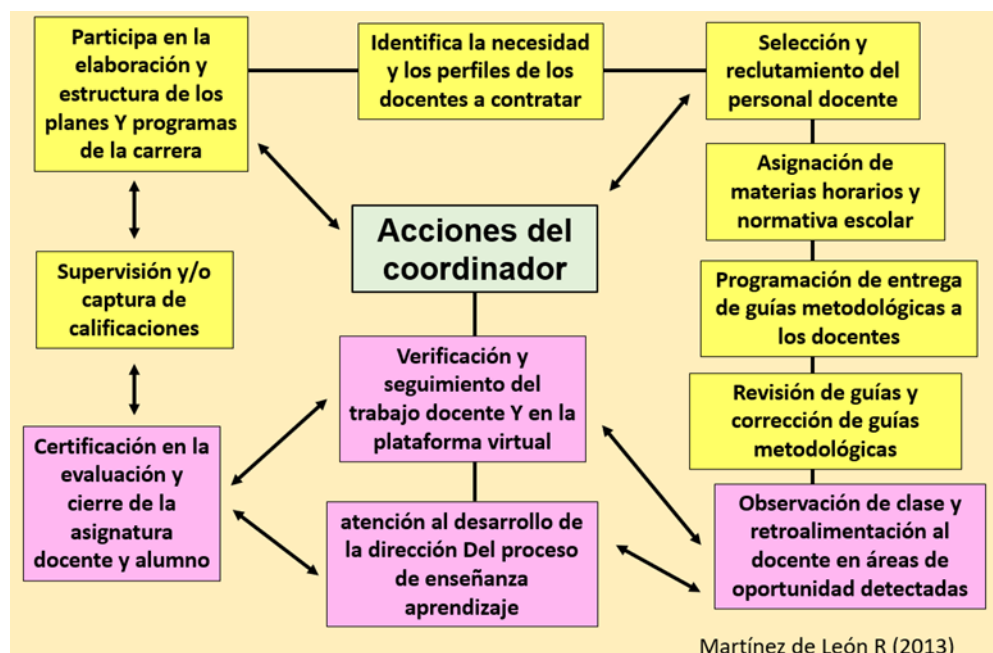 Participa en la
elaboración y
estructura de los
planes Y programas
de la carrera
Identifica la necesidad
y los perfiles de los
docentes a contratar
Selección y
reclutamiento del
personal docente
Asignación de
materias horarios y
normativa escolar
Acciones del
coordinador
Supervisión y/o
captura de
calificaciones
Programación de entrega
de guías metodológicas a
los docentes
Verificación y
seguimiento del
trabajo docente Y en la
plataforma virtual
Revisión de guías y
corrección de guías
metodológicas
Certificación en la
evaluación y
cierre de la
asignatura
docente y alumno
atención al desarrollo de
la dirección Del proceso
de enseñanza
aprendizaje
Observación de clase y
retroalimentación al
docente en áreas de
oportunidad detectadas
Martínez de León R (2013)